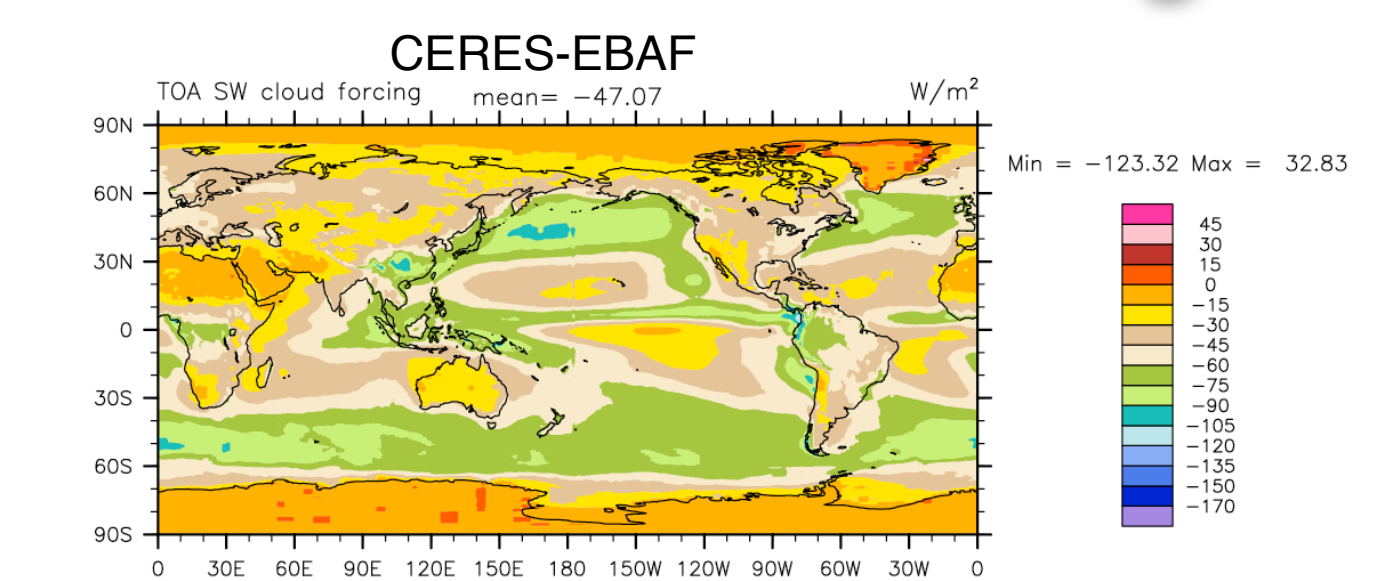 CERES-EBAF
TOA SW cloud forcing mean= −47.07 W/m²
Min = −123.32 Max = 32.83
90N
60N
30N
0
30S
60S
90S
0 30E 60E 90E 120E 150E 180 150W 120W 90W 60W 30W 0
45
30
15
0
−15
−30
−45
−60
−75
−90
−105
−120
−135
−150
−170